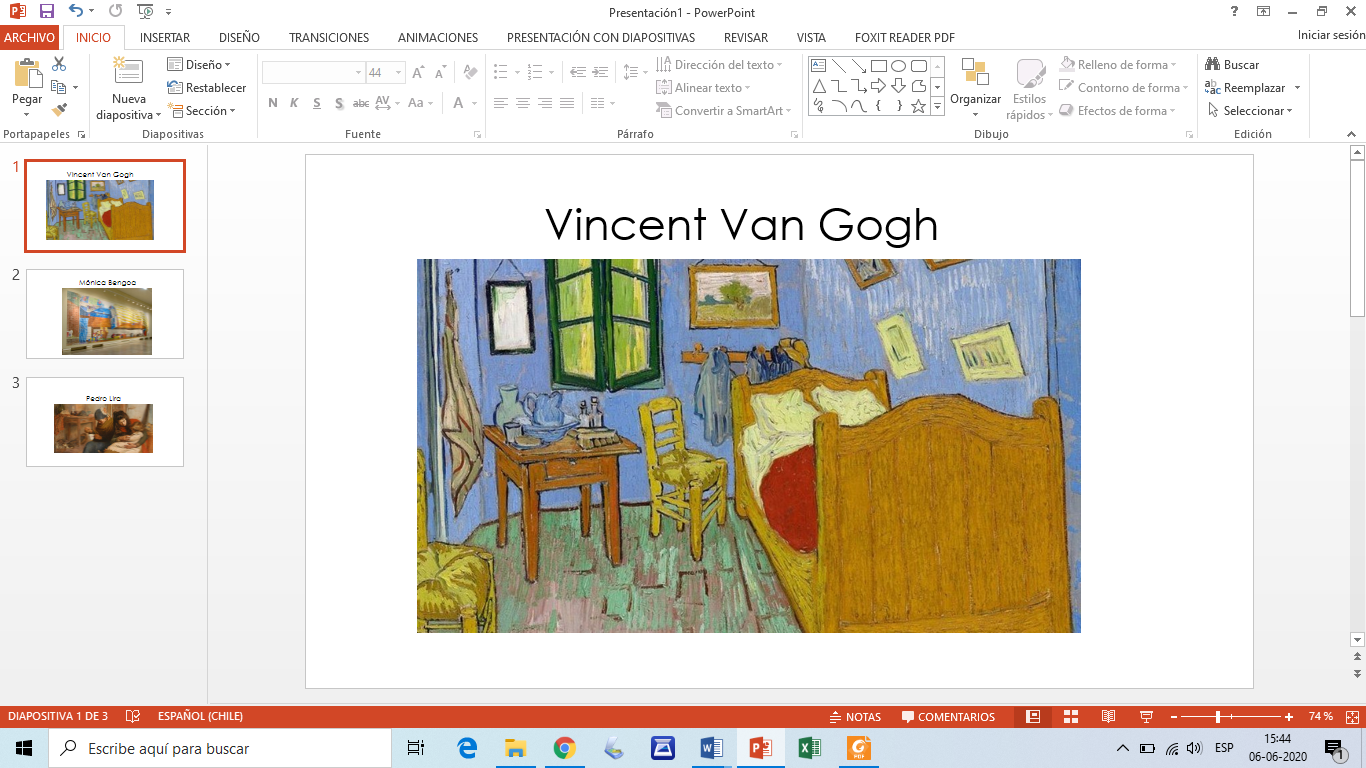 Presentación1 - PowerPoint
ARCHIVO INICIO INSERTAR DISEÑO TRANSICIONES ANIMACIONES PRESENTACIÓN CON DIAPOSITIVAS REVISAR VISTA FOXIT READER PDF Iniciar sesión
Pegar
Portapapeles
Nueva diapositiva
Diseño
Restablecer
Sección
Diapositivas
44
N K S S abc AV Aa A
Fuente
Dirección del texto
Alinear texto
Convertir a SmartArt
Párrafo
Organizar
Estilos rápidos
Relleno de forma
Contorno de forma
Efectos de forma
Dibujo
Buscar
Reemplazar
Seleccionar
Edición
1
Vincent Van Gogh
2
Mónica Bengoa
3
Pedro Lira
Vincent Van Gogh
DIAPOSITIVA 1 DE 3 ESPAÑOL (CHILE) NOTAS COMENTARIOS 74 %
Escribe aquí para buscar
ESP
15:44
06-06-2020
1